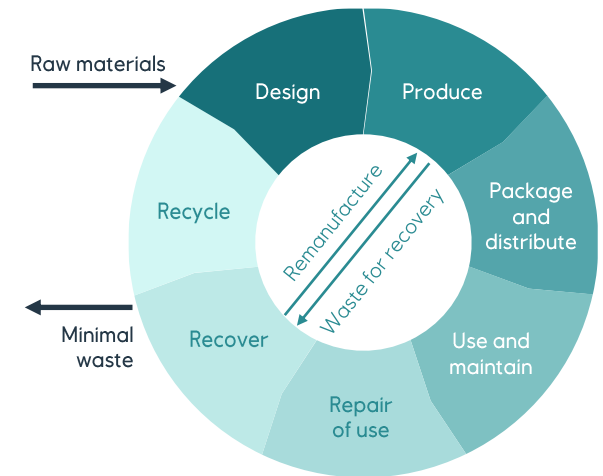 Raw materials
Design
Produce
Package
and
distribute
Use and
maintain
Repair
of use
Recover
Recycle
Minimal
waste
Remanufacture
Waste for recovery